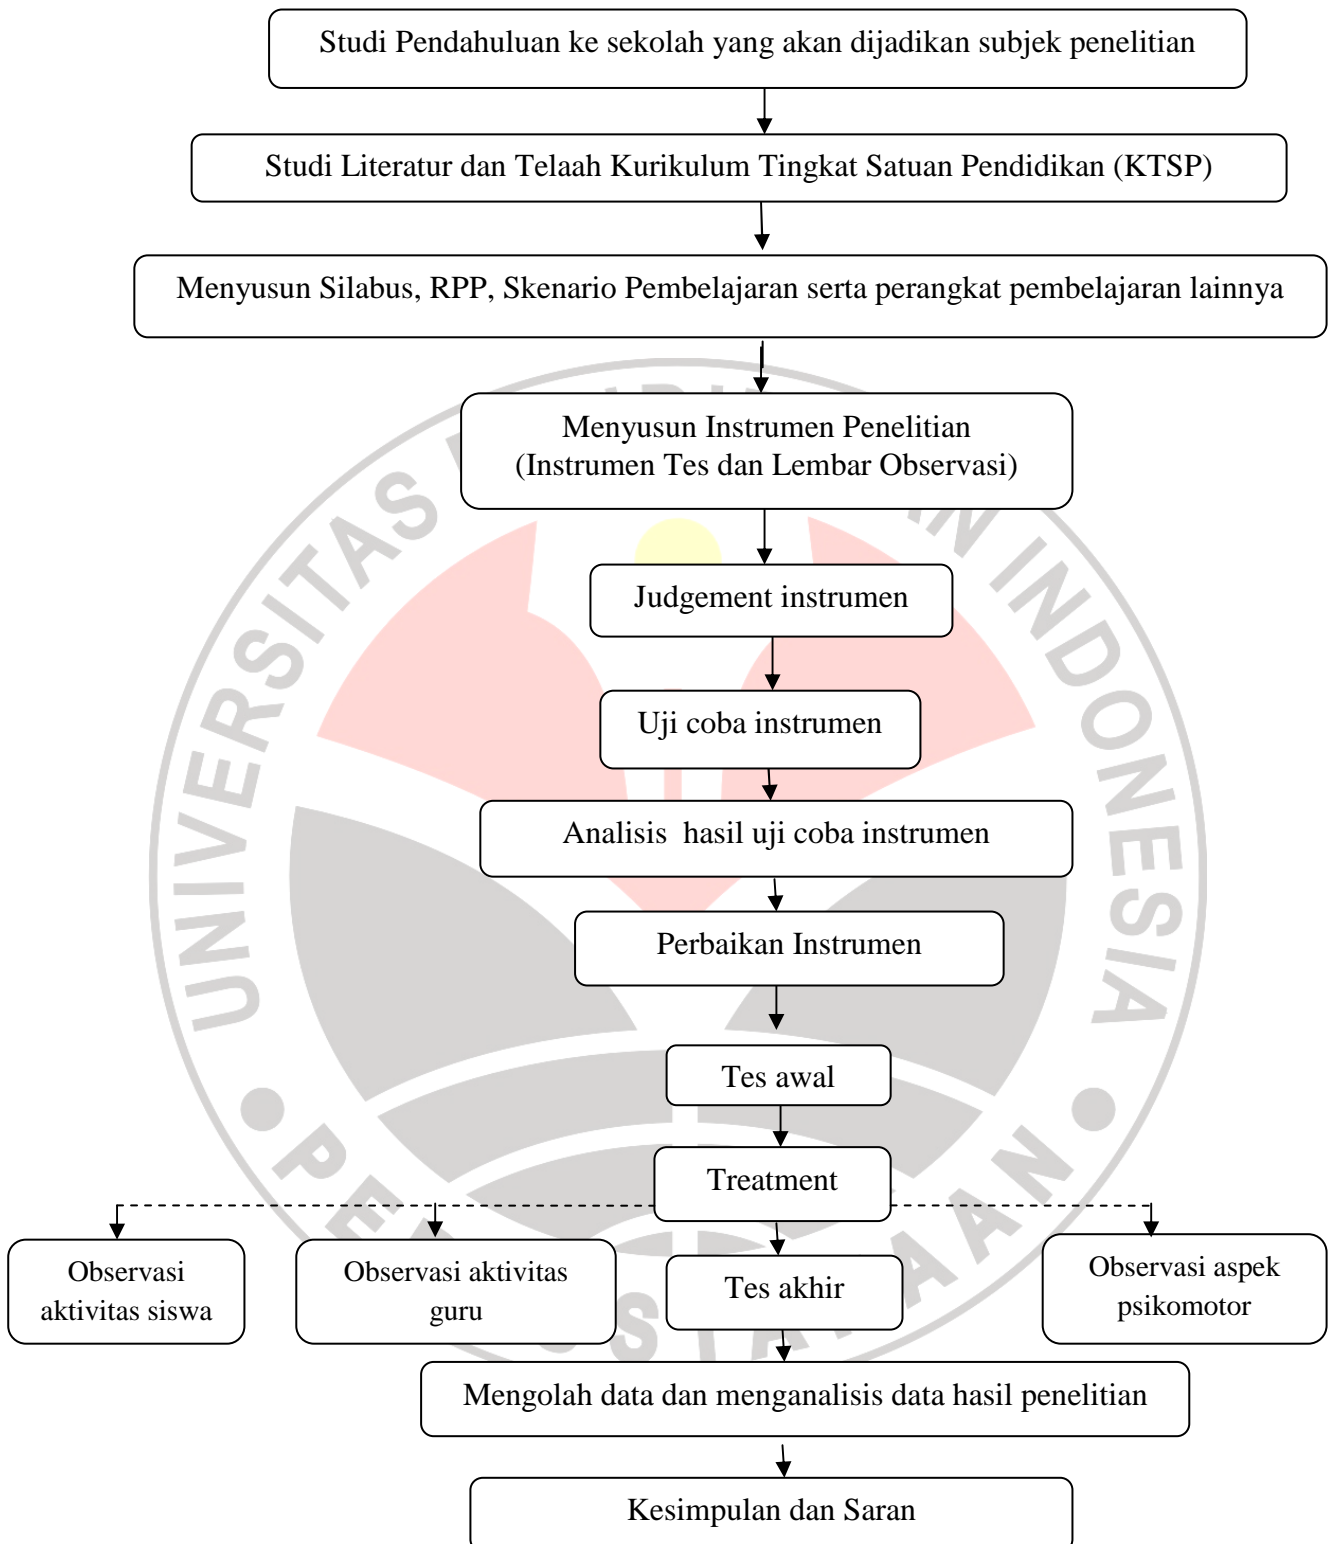 Studi Pendahuluan ke sekolah yang akan dijadikan subjek penelitian
Studi Literatur dan Telaah Kurikulum Tingkat Satuan Pendidikan (KTSP)
Menyusun Silabus, RPP, Skenario Pembelajaran serta perangkat pembelajaran lainnya
Menyusun Instrumen Penelitian
(Instrumen Tes dan Lembar Observasi)
Judgement instrumen
Uji coba instrumen
Analisis hasil uji coba instrumen
Perbaikan Instrumen
Tes awal
Treatment
Observasi
aktivitas siswa
Observasi aktivitas
guru
Tes akhir
Observasi aspek
psikomotor
Mengolah data dan menganalisis data hasil penelitian
Kesimpulan dan Saran
UNIVERSITAS
INDONESIA